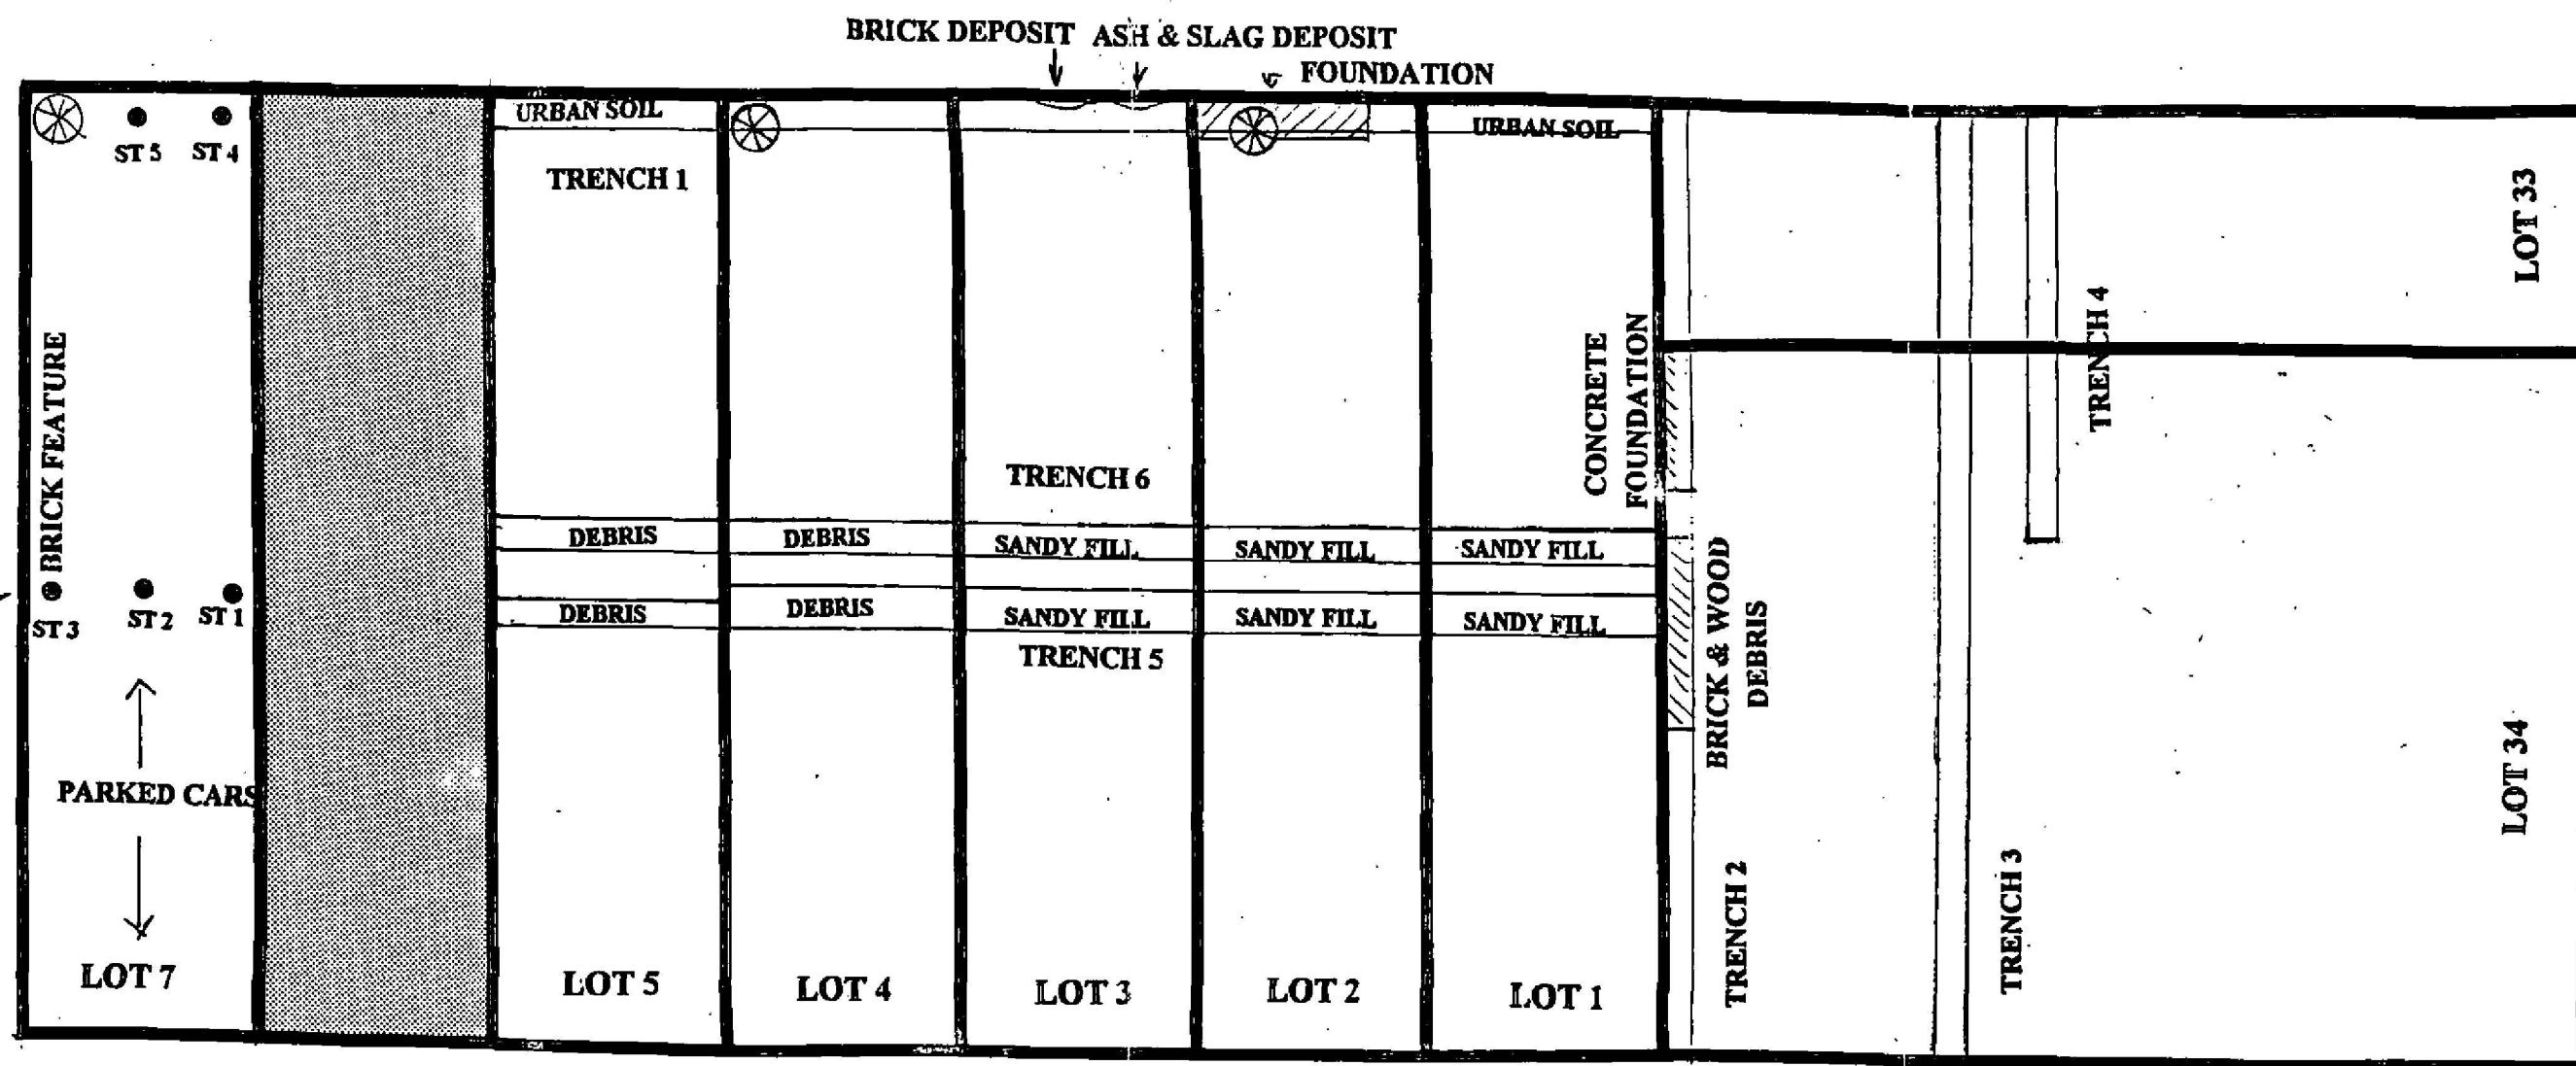 BRICK DEPOSIT ASH & SLAG DEPOSIT
FOUNDATION
URBAN SOIL
URBAN SOIL
ST 5 ST 4
TRENCH 1
LOT 33
TRENCH 4
BRICK FEATURE
CONCRETE
FOUNDATION
TRENCH 6
DEBRIS
DEBRIS
SANDY FILL
SANDY FILL
SANDY FILL
ST 3
ST 2
ST 1
DEBRIS
DEBRIS
SANDY FILL
SANDY FILL
SANDY FILL
TRENCH 5
BRICK & WOOD
DEBRIS
PARKED CARS
LOT 34
TRENCH 2
TRENCH 3
LOT 7
LOT 5
LOT 4
LOT 3
LOT 2
LOT 1